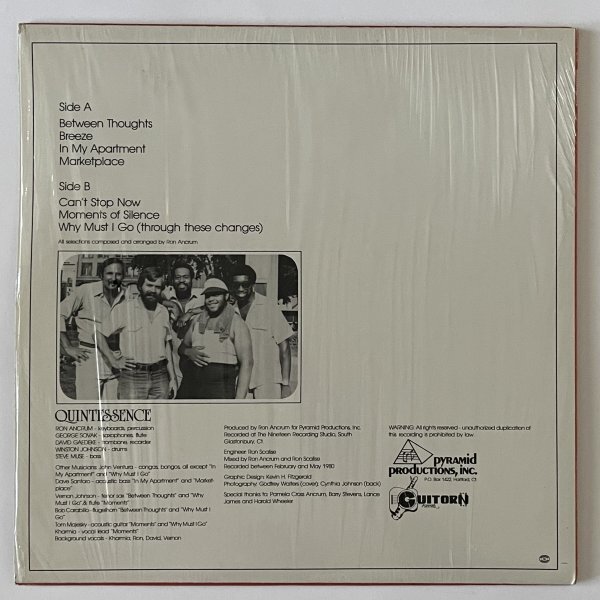 Side A
Between Thoughts
Breeze
In My Apartment
Marketplace
Side B
Can't Stop Now
Moments of Silence
Why Must I Go (through these changes)
All selections composed and arranged by Ron Ancrum
QUINTESSENCE
RON ANCRUM - keyboards, percussion
GEORGE SOVAK - saxophones, flute
DAVID GAEDEKE - trombone, recorder
WINSTON JOHNSON - drums
STEVE MUSE - bass
Other Musicians John Ventura - congas, bongos, all except "In
My Apartment" and "Why Must I Go"
Dave Santoro - acoustic bass "In My Apartment" and "Market-
place"
Vernon Johnson - tenor sax "Between Thoughts" and "Why
Must I Go" & flute "Moments"
Bob Carabillo - flugelhorn "Between Thoughts" and "Why Must I
Go"
Tom Majesky - acoustic guitar "Moments" and "Why Must I Go"
Kharmia - vocal lead "Moments"
Background vocals - Kharmia, Ron, David, Vernon
Produced by Ron Ancrum for Pyramid Productions, Inc.
Recorded at The Nineteen Recording Studio, South
Glastonbury, Ct
Engineer: Ron Scalise
Mixed by Ron Ancrum and Ron Scalise
Recorded between February and May 1980
Graphic Design: Kevin H. Fitzgerald
Photography: Godfrey Walters (cover); Cynthia Johnson (back)
Special thanks to: Pamela Cross Ancrum, Barry Stevens, Lance
James and Harold Wheeler
WARNING: All rights reserved - unauthorized duplication of
this recording is prohibited by law.
pyramid
PRODUCTIONS, INC.
P.O. Box 1422, Hartford, Ct
GUITORN